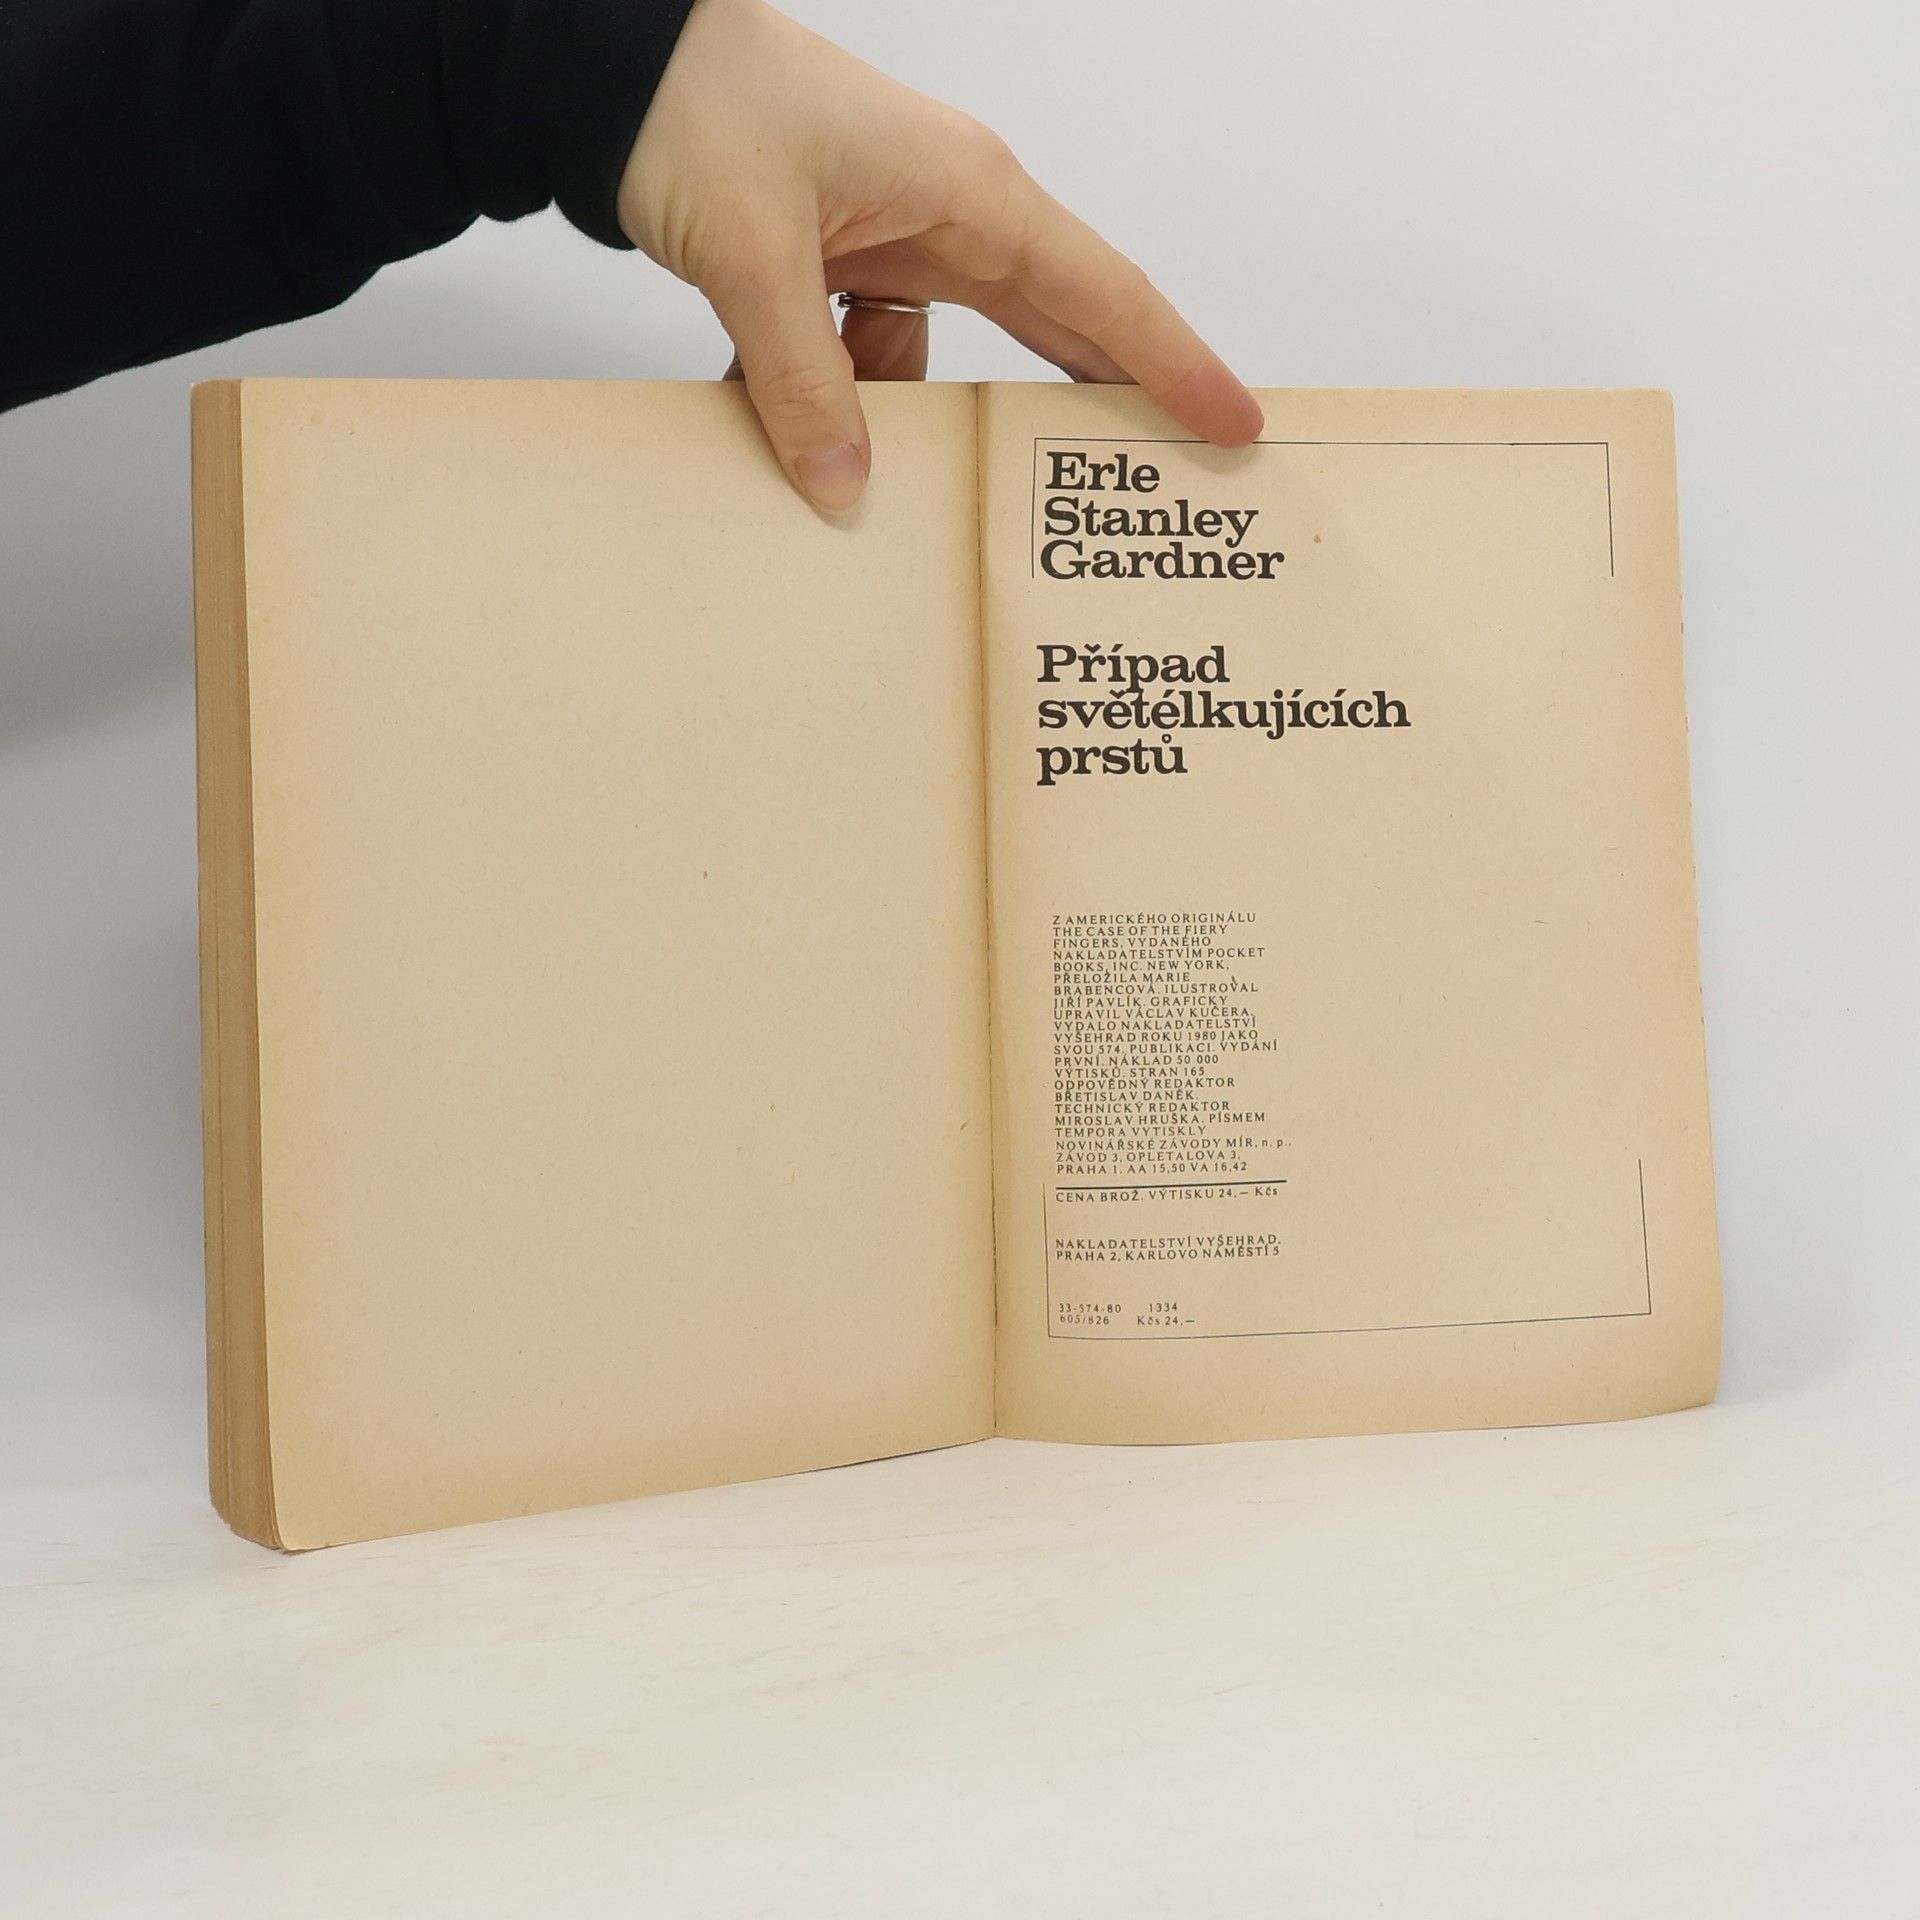 Erle
Stanley
Gardner
Případ
světélkujících
prstů
Z AMERICKÉHO ORIGINÁLU
THE CASE OF THE FIERY
FINGERS, VYDANÉHO
NAKLADATELSTVÍM POCKET
BOOKS, INC. NEW YORK,
PŘELOŽILA MARIE
BRABENCOVÁ. ILUSTROVAL
JIŘÍ PAVLÍK. GRAFICKY
UPRAVIL VÁCLAV KUČERA.
VYDALO NAKLADATELSTVÍ
VYŠEHRAD ROKU 1980 JAKO
SVOU 574. PUBLIKACI. VYDÁNÍ
PRVNÍ. NÁKLAD 50 000
VÝTISKŮ. STRAN 165
ODPOVĚDNÝ REDAKTOR
BŘETISLAV DANĚK.
TECHNICKÝ REDAKTOR
MIROSLAV HRUŠKA. PÍSMEM
TEMPORA VYTISKLY
NOVINÁŘSKÉ ZÁVODY MÍR, n. p.,
ZÁVOD 3, OPLETALOVA 3,
PRAHA 1. AA 15,50 VA 16,42
CENA BROŽ. VÝTISKU 24,— Kčs
NAKLADATELSTVÍ VYŠEHRAD,
PRAHA 2, KARLOVO NÁMĚSTÍ 5
33-574-80 1334
605/826 Kčs 24,—